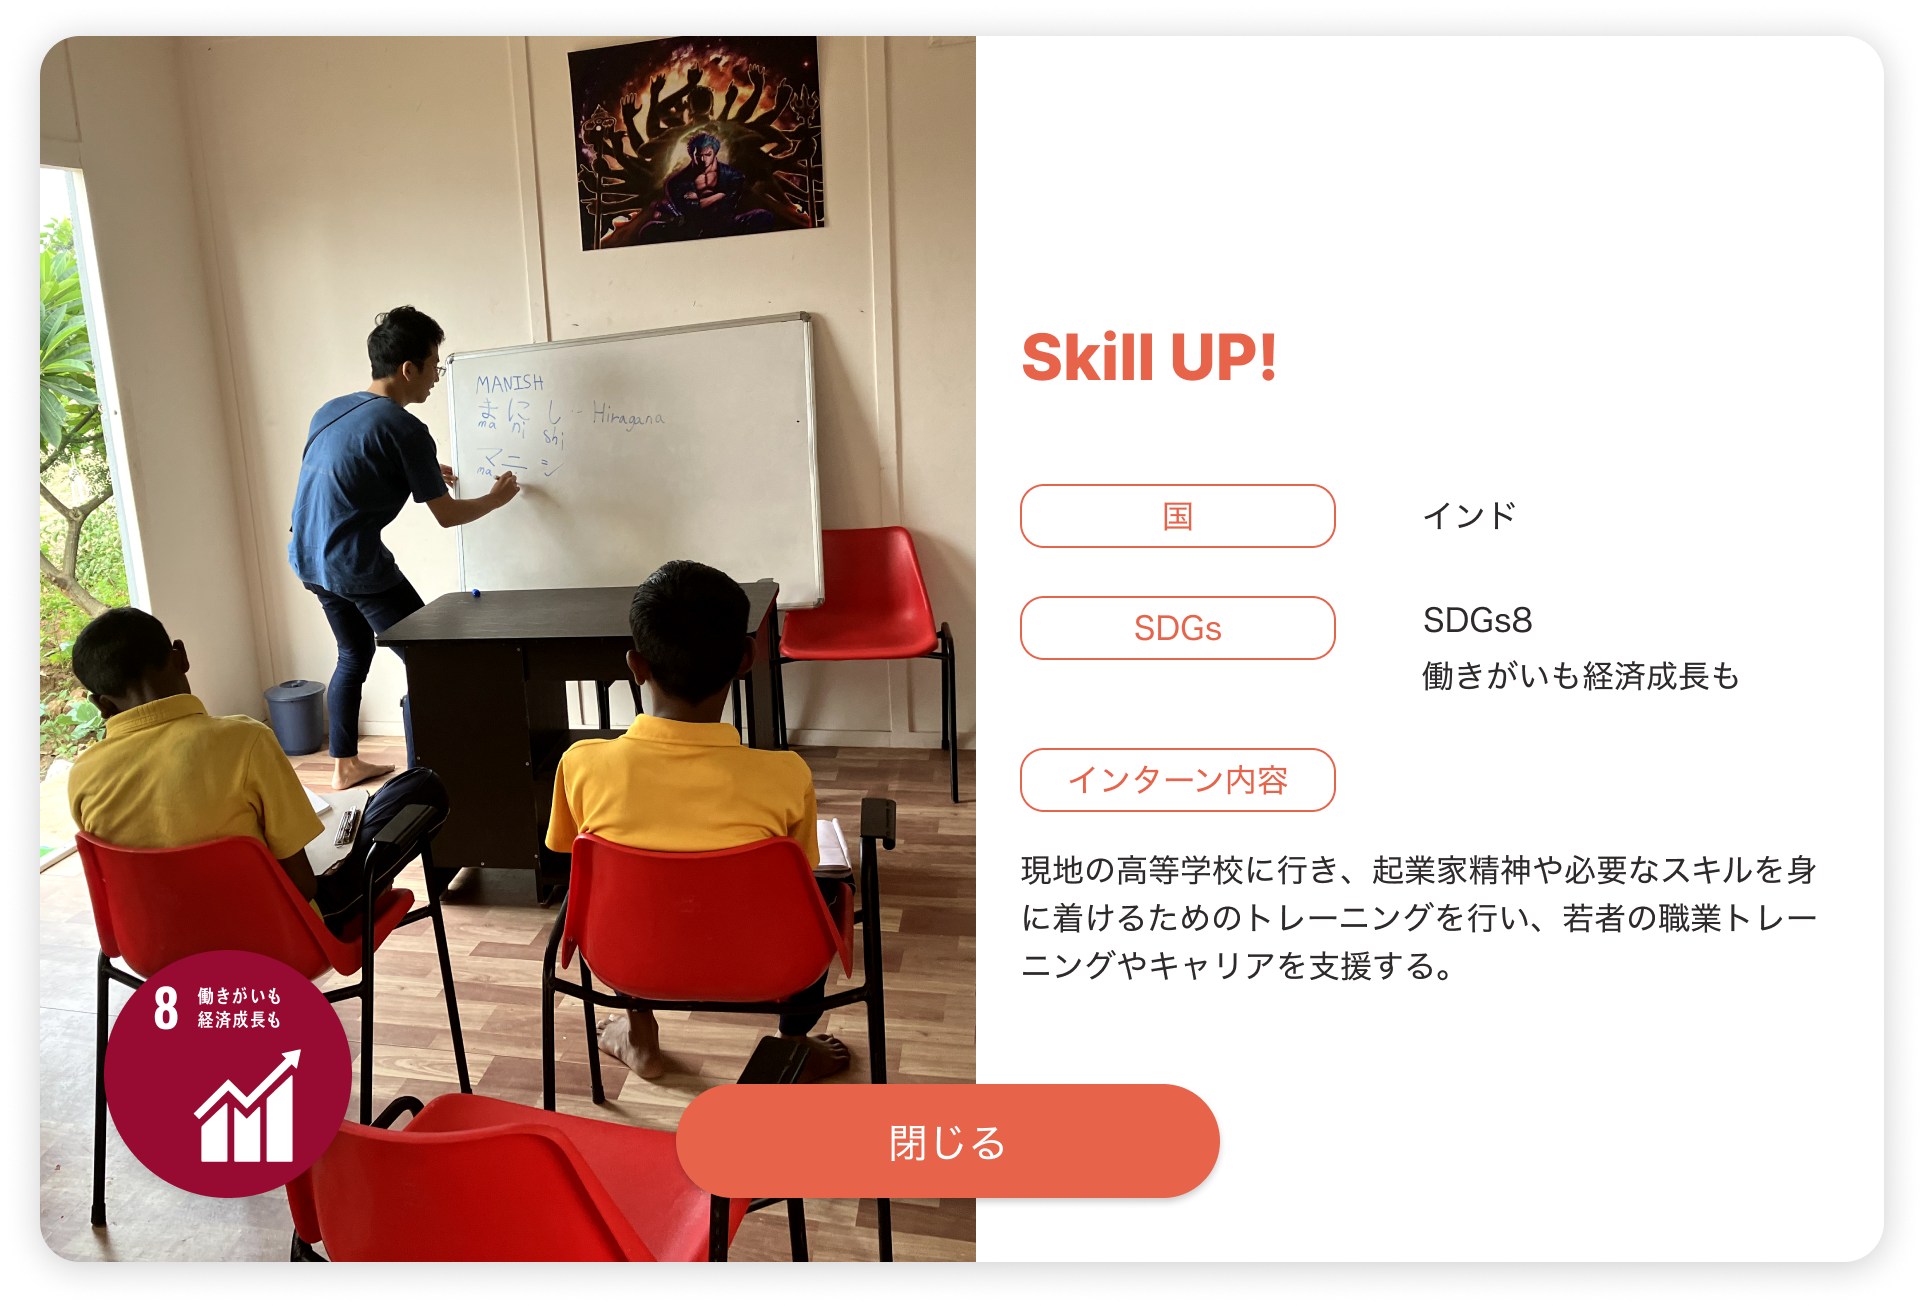 MANISH
まにし … Hiragana
ma ni shi
マニ =
ma
8 働きがいも
経済成長も
Skill UP!
国
インド
SDGs
SDGs8
働きがいも経済成長も
インターン内容
現地の高等学校に行き、起業家精神や必要なスキルを身
に着けるためのトレーニングを行い、若者の職業トレー
ニングやキャリアを支援する。
閉じる